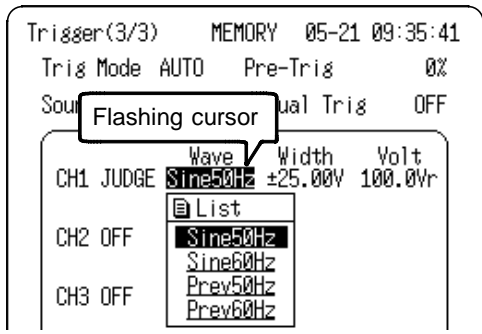 Trigger(3/3) MEMORY 05-21 09:35:41
Trig Mode AUTO Pre-Trig 0%
Sou ual Trig OFF
Flashing cursor
Wave Width Volt
CH1 JUDGE Sine50Hz ±25.00V 100.0Vr
List
CH2 OFF Sine50Hz
Sine60Hz
CH3 OFF Prev50Hz
Prev60Hz